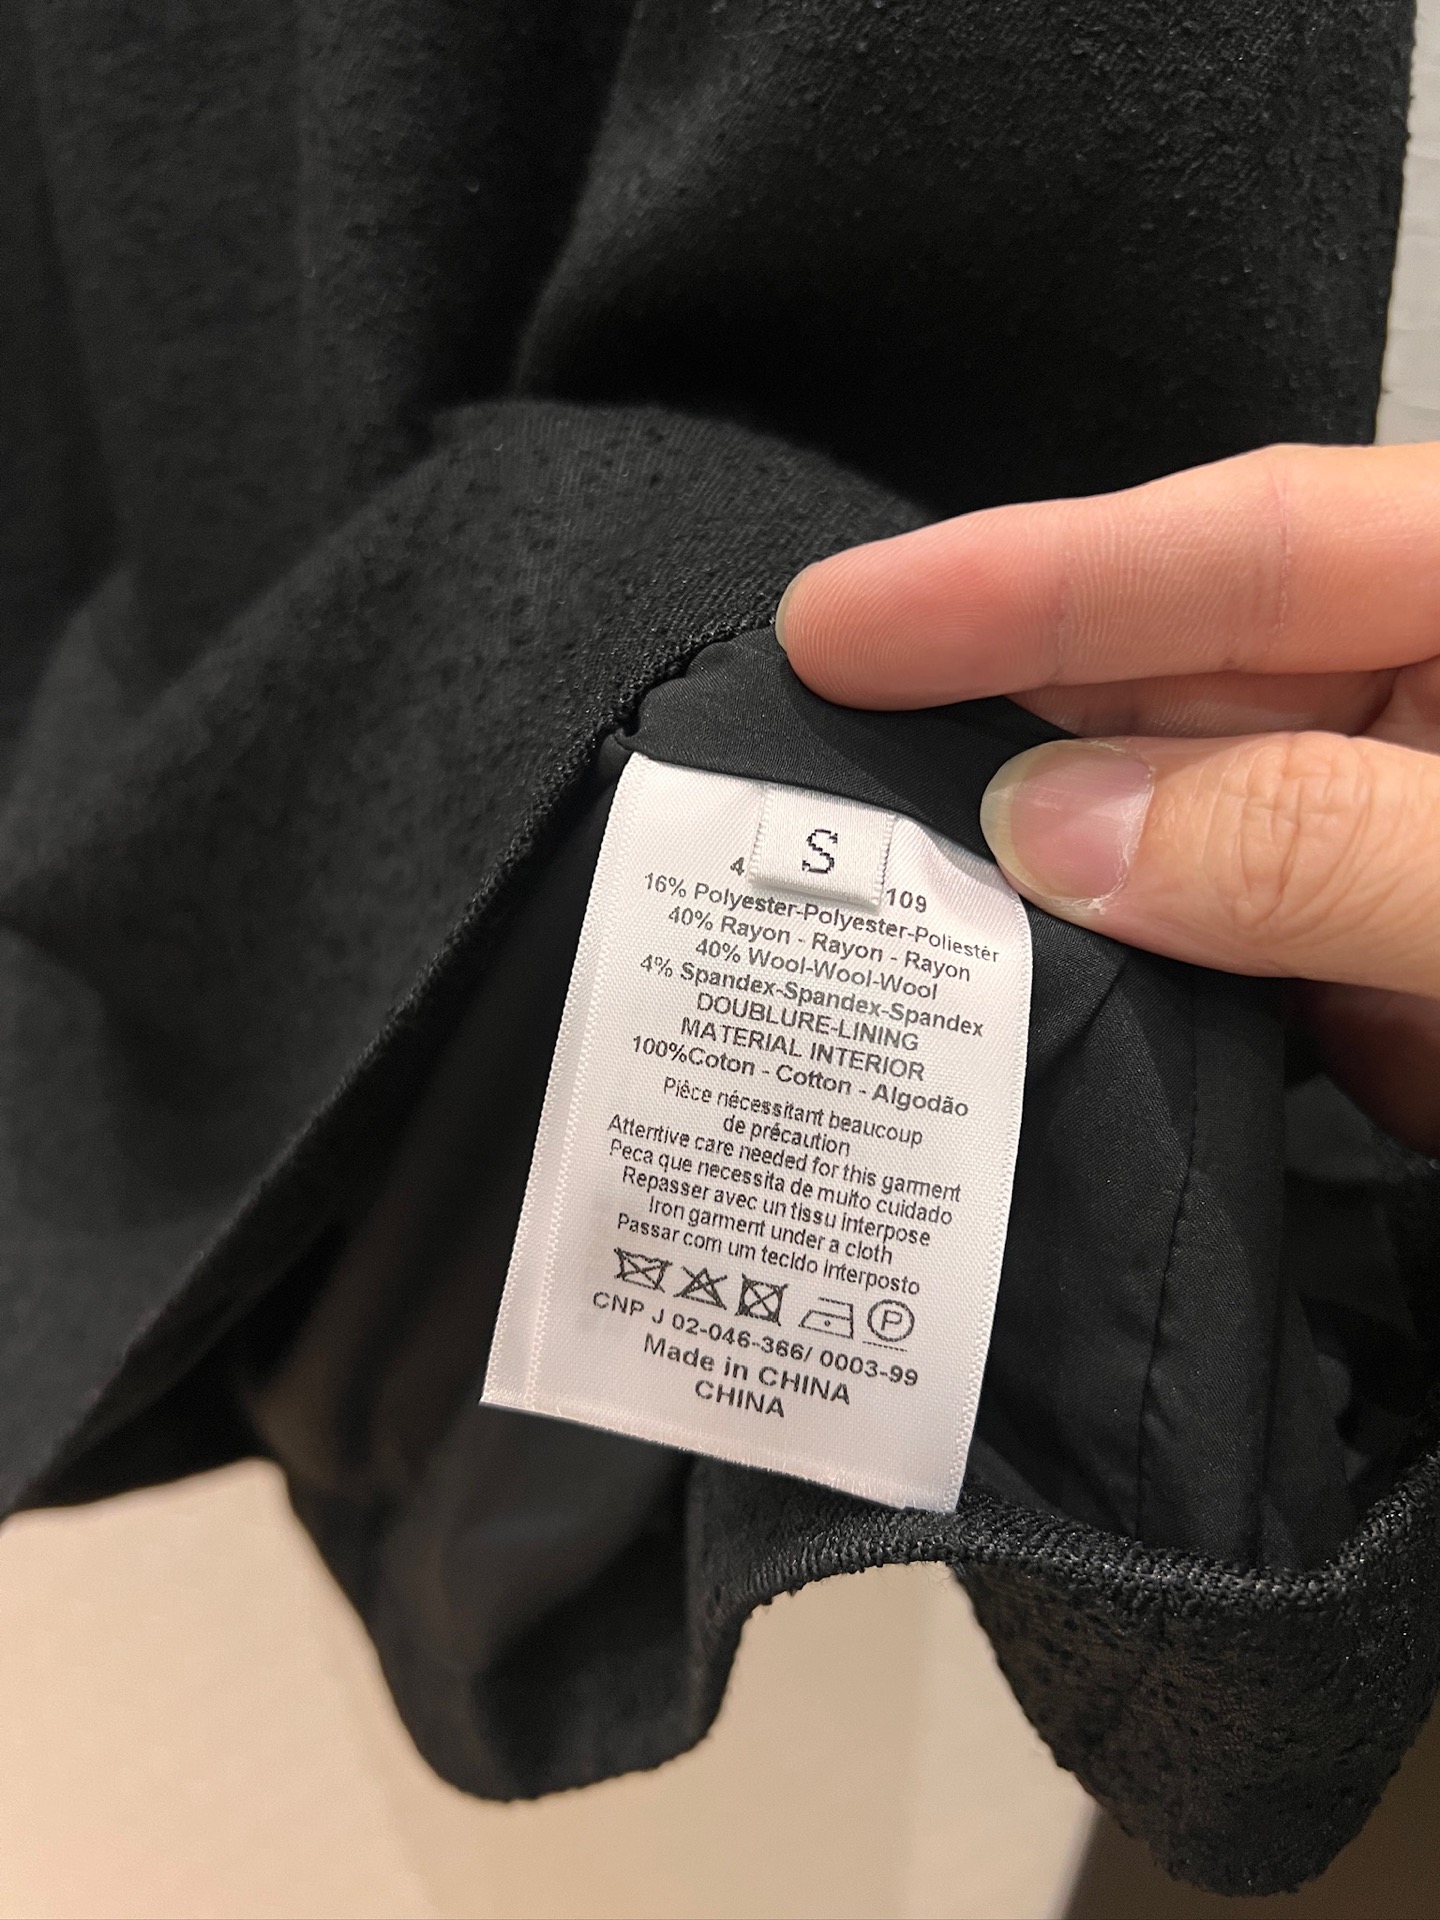 S
4 109
16% Polyester-Polyester-Poliestér
40% Rayon - Rayon - Rayon
40% Wool-Wool-Wool
4% Spandex-Spandex-Spandex
DOUBLURE-LINING
MATERIAL INTERIOR
100%Coton - Cotton - Algodão
Pièce nécessitant beaucoup
de précaution
Attentive care needed for this garment
Peca que necessita de muito cuidado
Repasser avec un tissu interpose
Iron garment under a cloth
Passar com um tecido interposto
P
CNP J 02-046-366/ 0003-99
Made in CHINA
CHINA